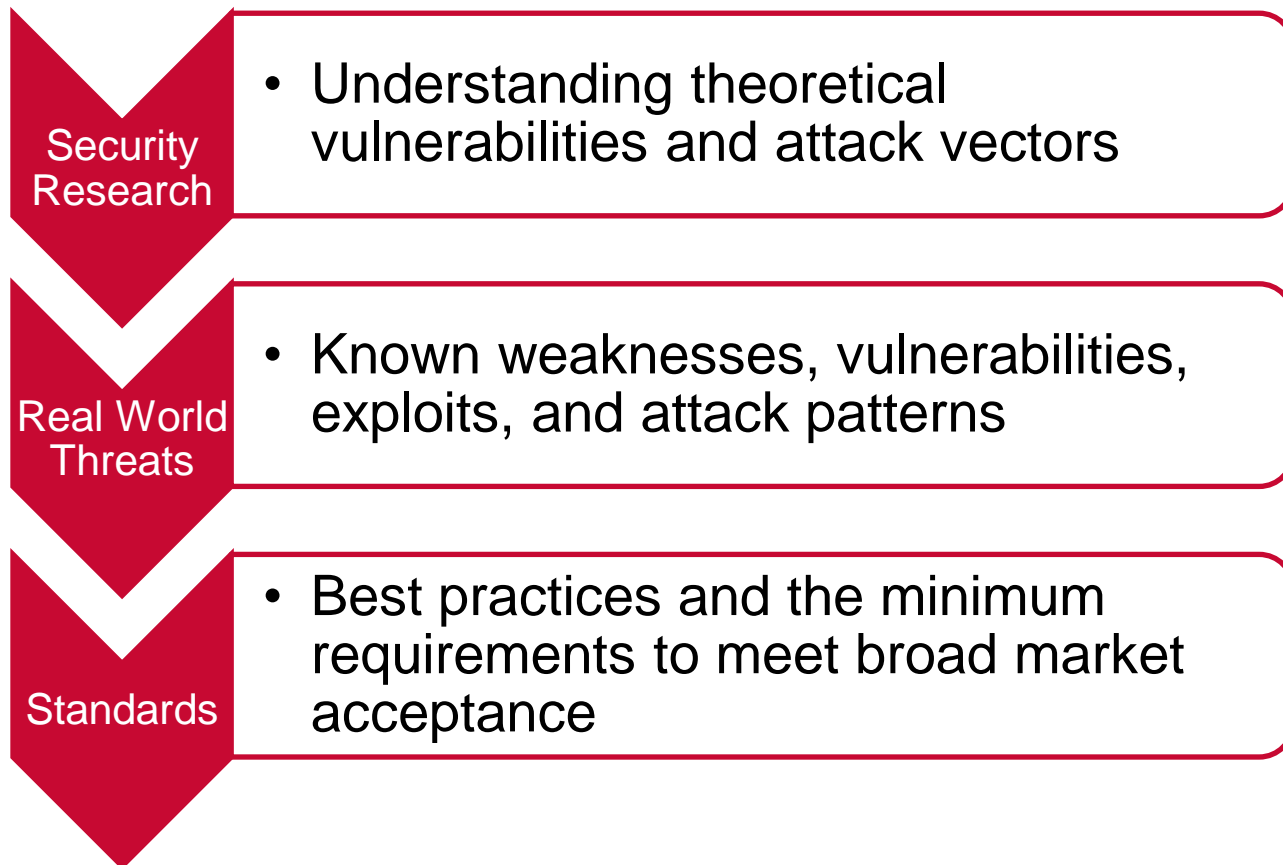 Security
Research
• Understanding theoretical
vulnerabilities and attack vectors
Real World
Threats
• Known weaknesses, vulnerabilities,
exploits, and attack patterns
Standards
• Best practices and the minimum
requirements to meet broad market
acceptance